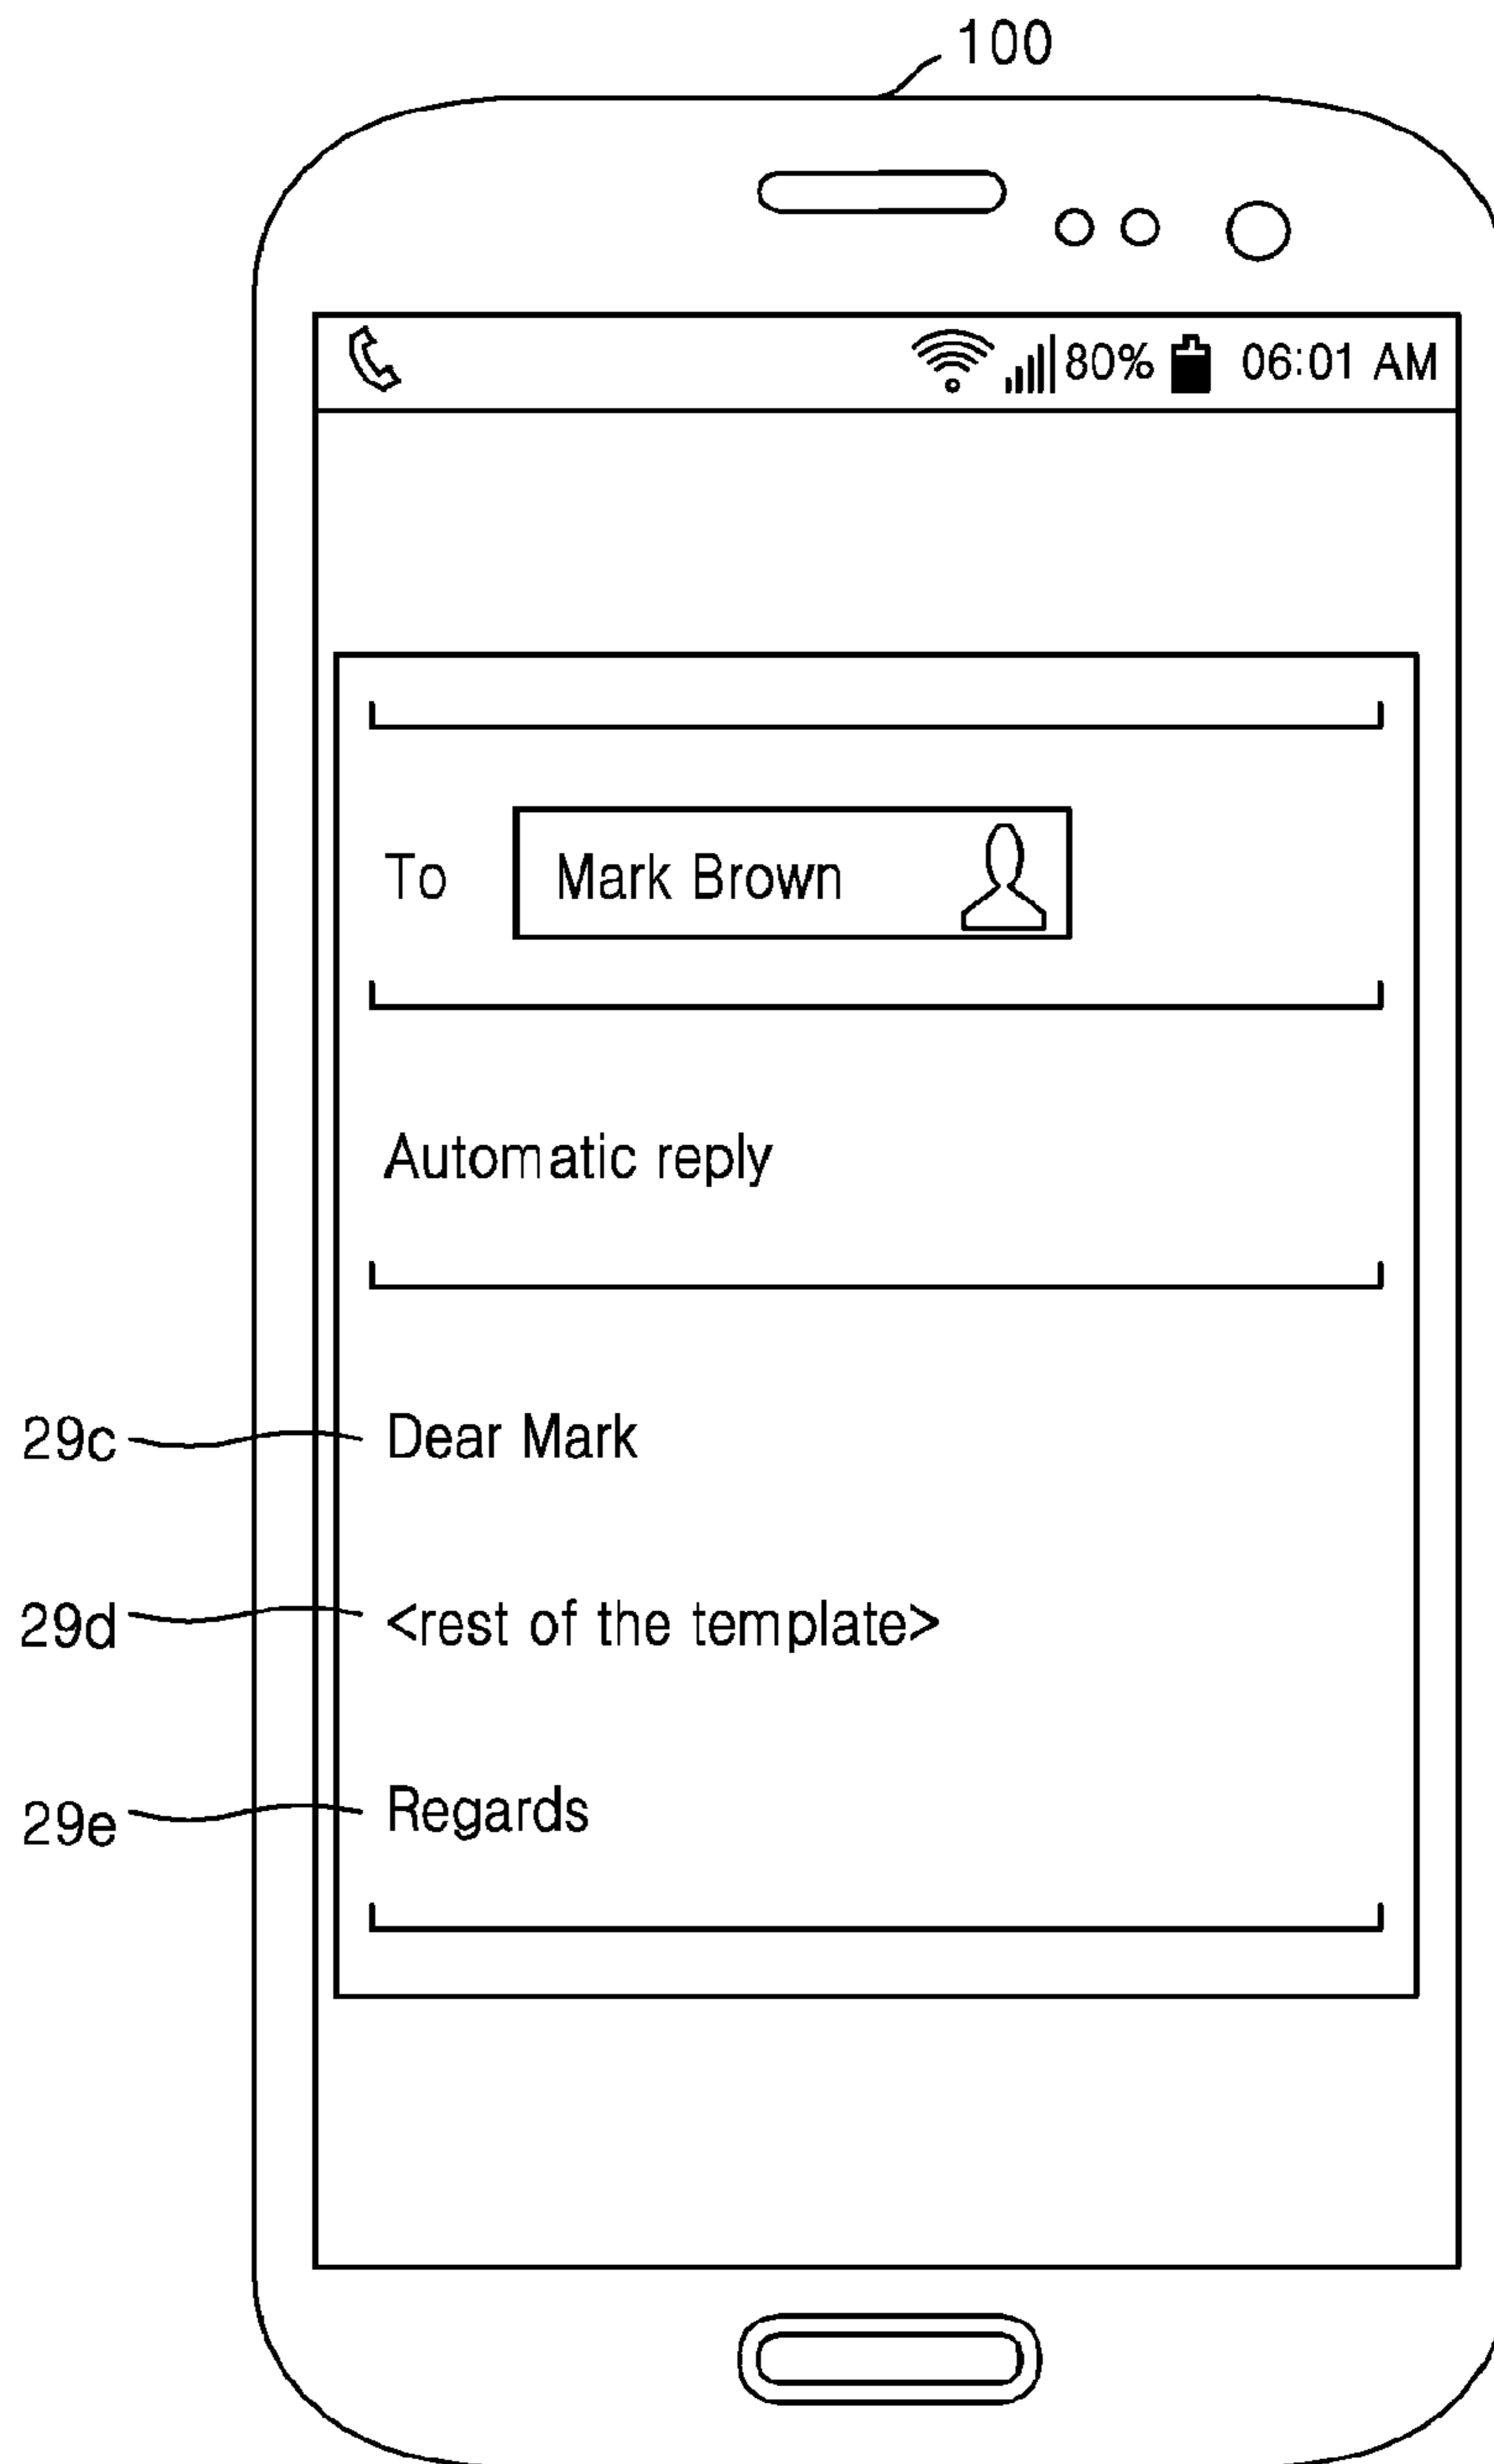 100
80% 06:01 AM
To Mark Brown
Automatic reply
29c Dear Mark
29d <rest of the template>
29e Regards